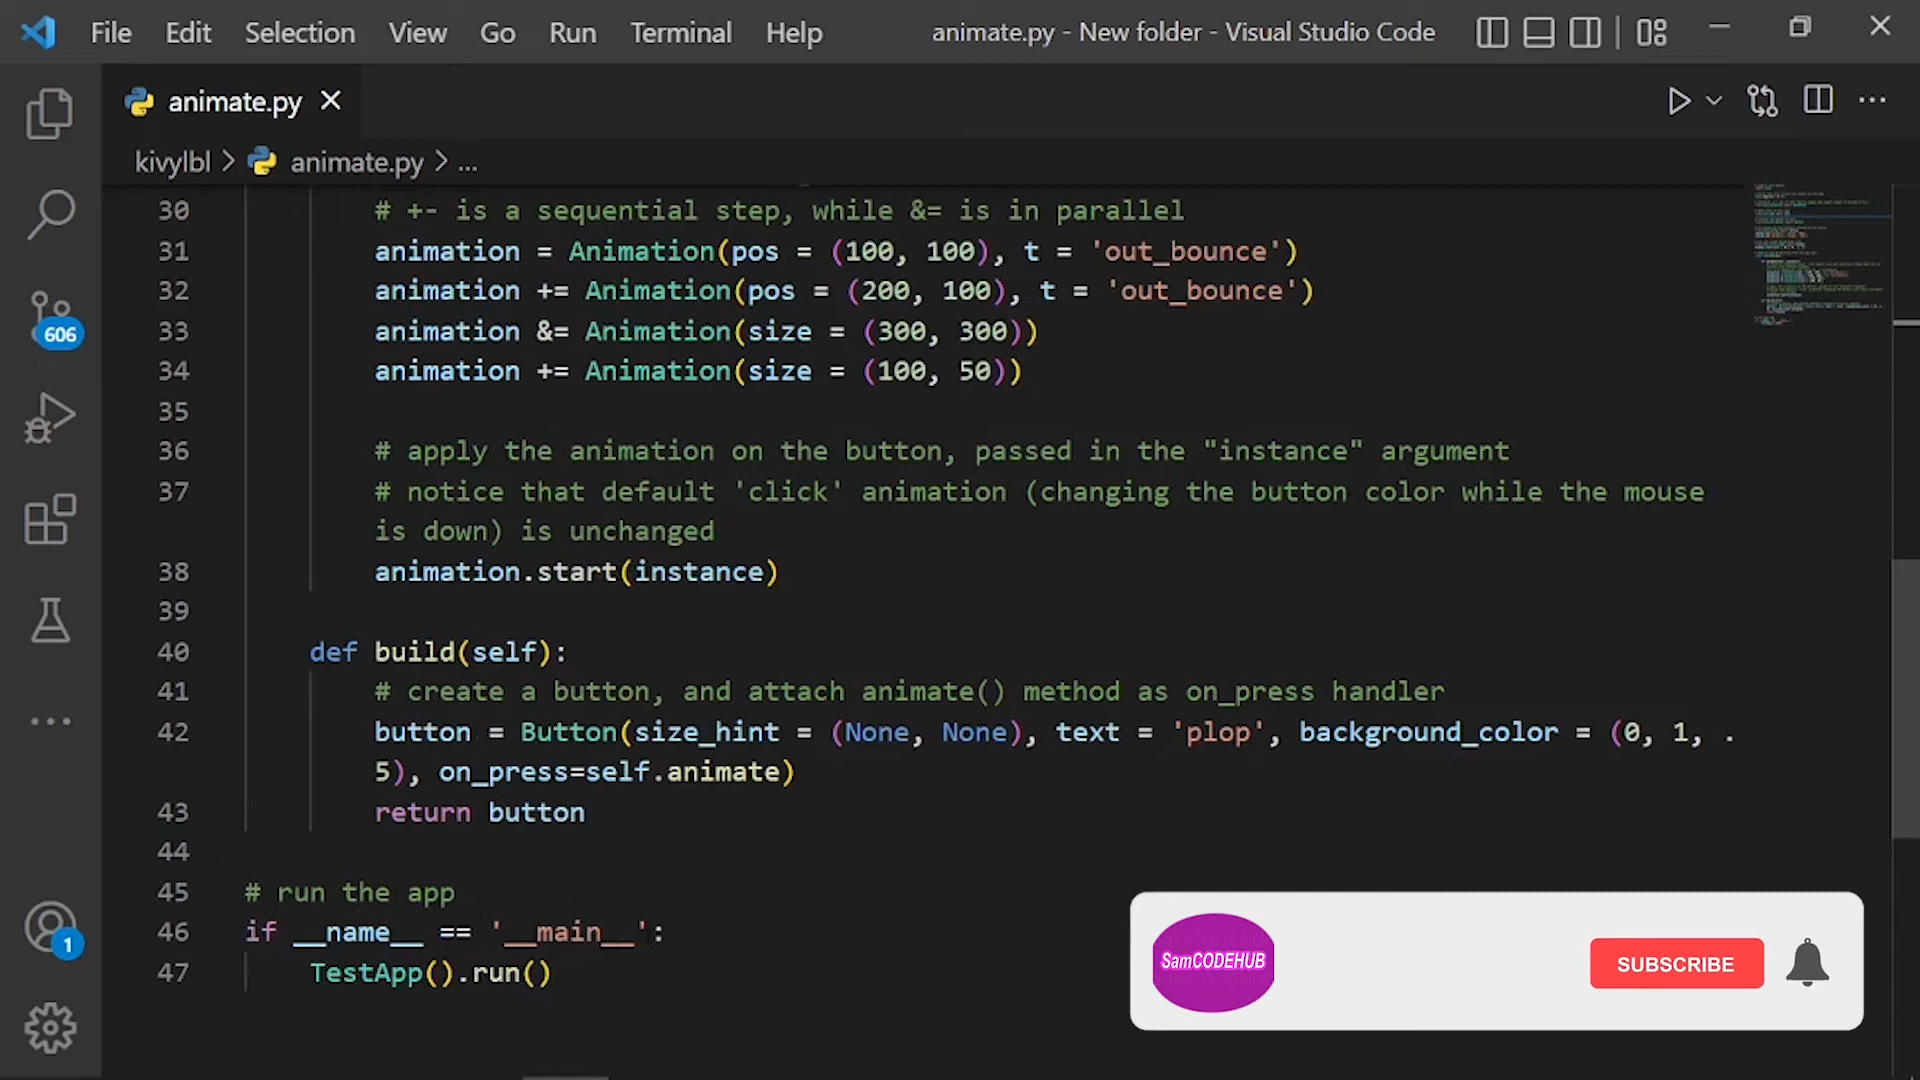 File Edit Selection View Go Run Terminal Help animate.py - New folder - Visual Studio Code
animate.py
kivylbl > animate.py > ...
30 # +- is a sequential step, while &= is in parallel
31 animation = Animation(pos = (100, 100), t = 'out_bounce')
32 animation += Animation(pos = (200, 100), t = 'out_bounce')
33 animation &= Animation(size = (300, 300))
34 animation += Animation(size = (100, 50))
35
36 # apply the animation on the button, passed in the "instance" argument
37 # notice that default 'click' animation (changing the button color while the mouse
is down) is unchanged
38 animation.start(instance)
39
40 def build(self):
41 # create a button, and attach animate() method as on_press handler
42 button = Button(size_hint = (None, None), text = 'plop', background_color = (0, 1, .
5), on_press=self.animate)
43 return button
44
45 # run the app
46 if __name__ == '__main__':
47 TestApp().run()
606
1
SamCODEHUB
SUBSCRIBE